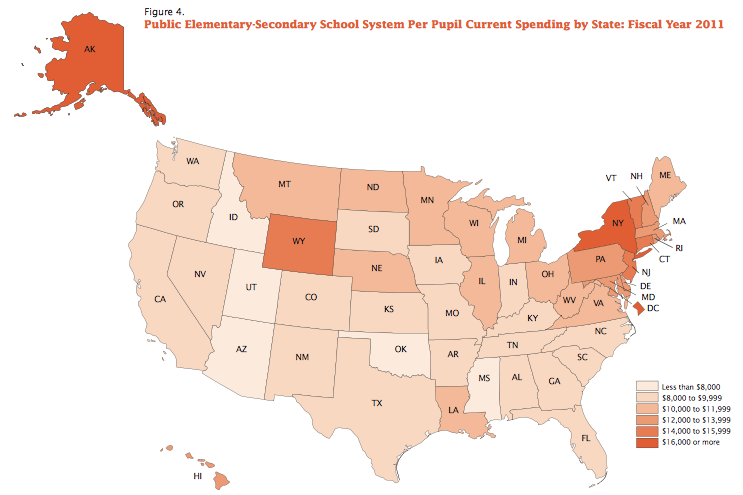 Figure 4.
Public Elementary-Secondary School System Per Pupil Current Spending by State: Fiscal Year 2011
AK
WA
MT
ND
MN
VT
NH
ME
OR
ID
WY
SD
WI
MI
NY
MA
RI
CT
NV
UT
CO
NE
IA
IL
IN
OH
PA
NJ
DE
MD
DC
CA
KS
MO
KY
WV
VA
AZ
NM
OK
AR
TN
NC
SC
TX
LA
MS
AL
GA
FL
HI
Less than $8,000
$8,000 to $9,999
$10,000 to $11,999
$12,000 to $13,999
$14,000 to $15,999
$16,000 or more